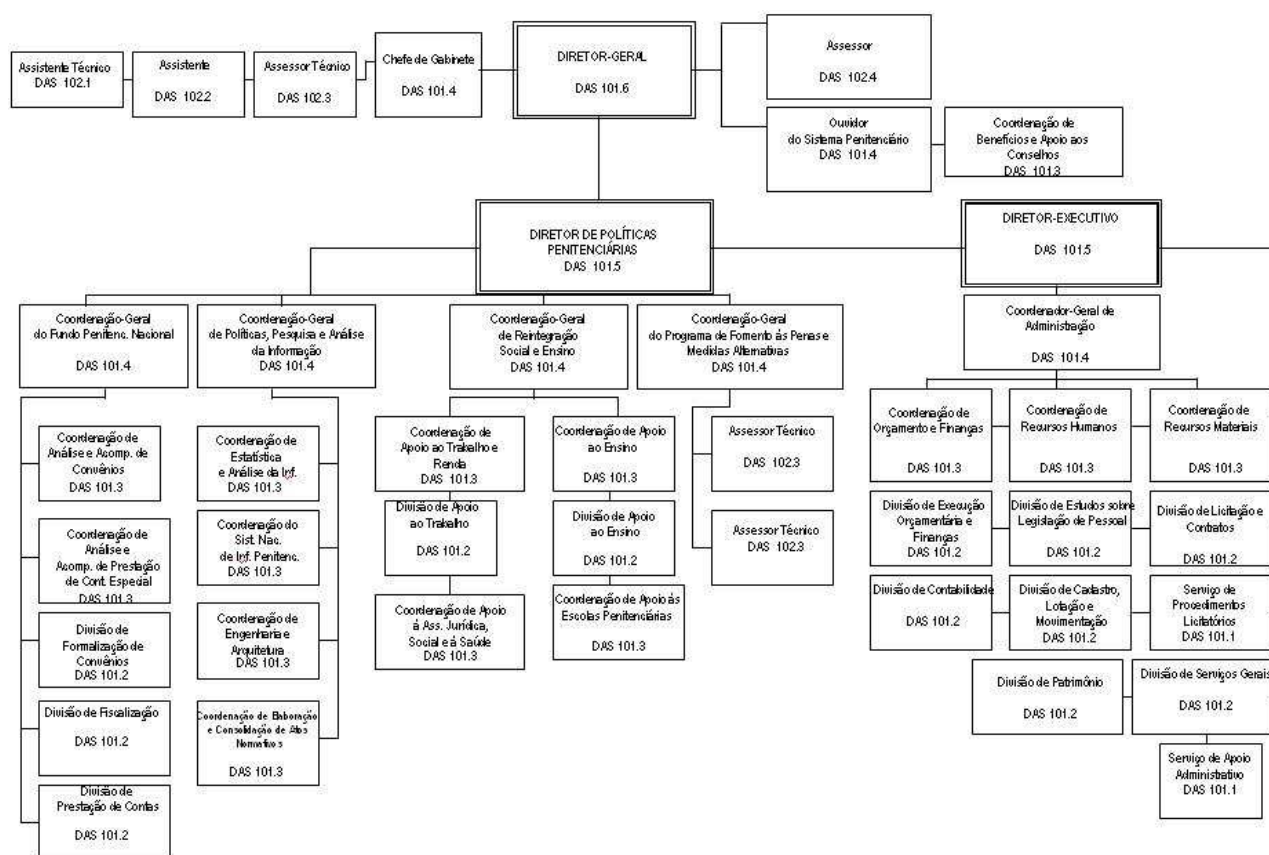 Assistente Técnico
DAS 102.1
Assistente
DAS 102.2
Assessor Técnico
DAS 102.3
Chefe de Gabinete
DAS 101.4
DIRETOR-GERAL
DAS 101.6
Assessor
DAS 102.4
Ouvidor
do Sistema Penitenciário
DAS 101.4
Coordenação de
Benefícios e Apoio aos
Conselhos
DAS 101.3
DIRETOR DE POLÍTICAS
PENITENCIÁRIAS
DAS 101.5
DIRETOR-EXECUTIVO
DAS 101.5
Coordenação-Geral
do Fundo Penitenc. Nacional
DAS 101.4
Coordenação-Geral
de Políticas, Pesquisa e Análise
da Informação
DAS 101.4
Coordenação-Geral
de Reintegração
Social e Ensino
DAS 101.4
Coordenação-Geral
do Programa de Fomento ás Penas e
Medidas Alternativas
DAS 101.4
Coordenador-Geral de
Administração
DAS 101.4
Coordenação de
Análise e Acomp. de
Convênios
DAS 101.3
Coordenação de
Análise e
Acomp. de Prestação
de Cont. Especial
DAS 101.3
Divisão de
Formalização de
Convênios
DAS 101.2
Divisão de Fiscalização
DAS 101.2
Divisão de
Prestação de Contas
DAS 101.2
Coordenação de
Estatística
e Análise da Inf.
DAS 101.3
Coordenação do
Sist. Nac.
de Inf. Penitenc.
DAS 101.3
Coordenação de
Engenharia e
Arquitetura
DAS 101.3
Coordenação de Elaboração
e Consolidação de Atos
Normativos
DAS 101.3
Coordenação de
Apoio ao Trabalho e
Renda
DAS 101.3
Divisão de Apoio
ao Trabalho
DAS 101.2
Coordenação de Apoio
á Ass. Jurídica,
Social e á Saúde
DAS 101.3
Coordenação de Apoio
ao Ensino
DAS 101.3
Divisão de Apoio
ao Ensino
DAS 101.2
Coordenação de Apoio ás
Escolas Penitenciárias
DAS 101.3
Assessor Técnico
DAS 102.3
Assessor Técnico
DAS 102.3
Coordenação de
Orçamento e Finanças
DAS 101.3
Coordenação de
Recursos Humanos
DAS 101.3
Coordenação de
Recursos Materiais
DAS 101.3
Divisão de Execução
Orçamentária e
Finanças
DAS 101.2
Divisão de Estudos sobre
Legislação de Pessoal
DAS 101.2
Divisão de Licitação e
Contratos
DAS 101.2
Divisão de Contabilidade
DAS 101.2
Divisão de Cadastro,
Lotação e
Movimentação
DAS 101.2
Serviço de
Procedimentos
Licitatórios
DAS 101.1
Divisão de Patrimônio
DAS 101.2
Divisão de Serviços Gerais
DAS 101.2
Serviço de Apoio
Administrativo
DAS 101.1